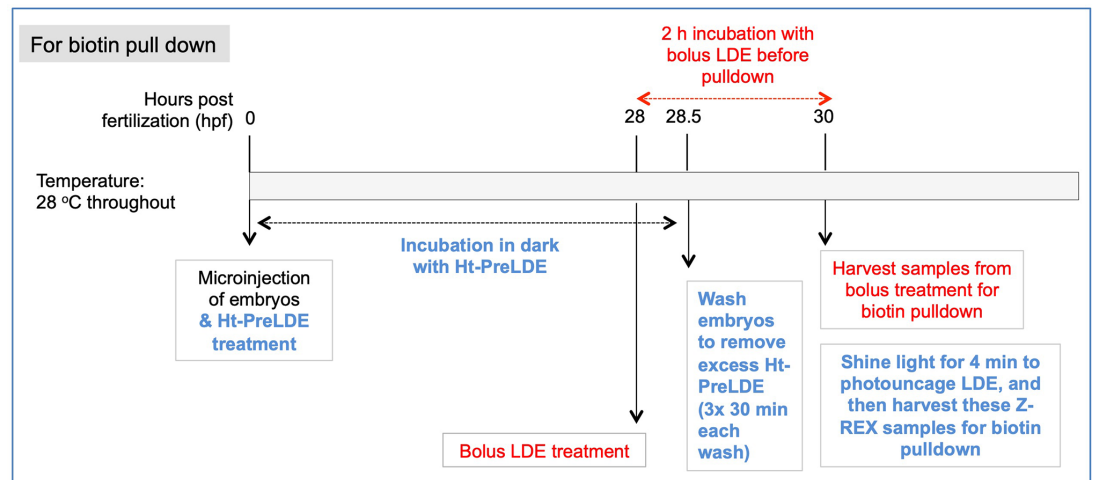 For biotin pull down
2 h incubation with
bolus LDE before
pulldown
Hours post
fertilization (hpf)
0
28
28.5
30
Temperature:
28 ºC throughout
Incubation in dark
with Ht-PreLDE
Microinjection
of embryos
& Ht-PreLDE
treatment
Bolus LDE treatment
Wash
embryos
to remove
excess Ht-
PreLDE
(3x 30 min
each
wash)
Harvest samples from
bolus treatment for
biotin pulldown
Shine light for 4 min to
photouncage LDE, and
then harvest these Z-
REX samples for biotin
pulldown